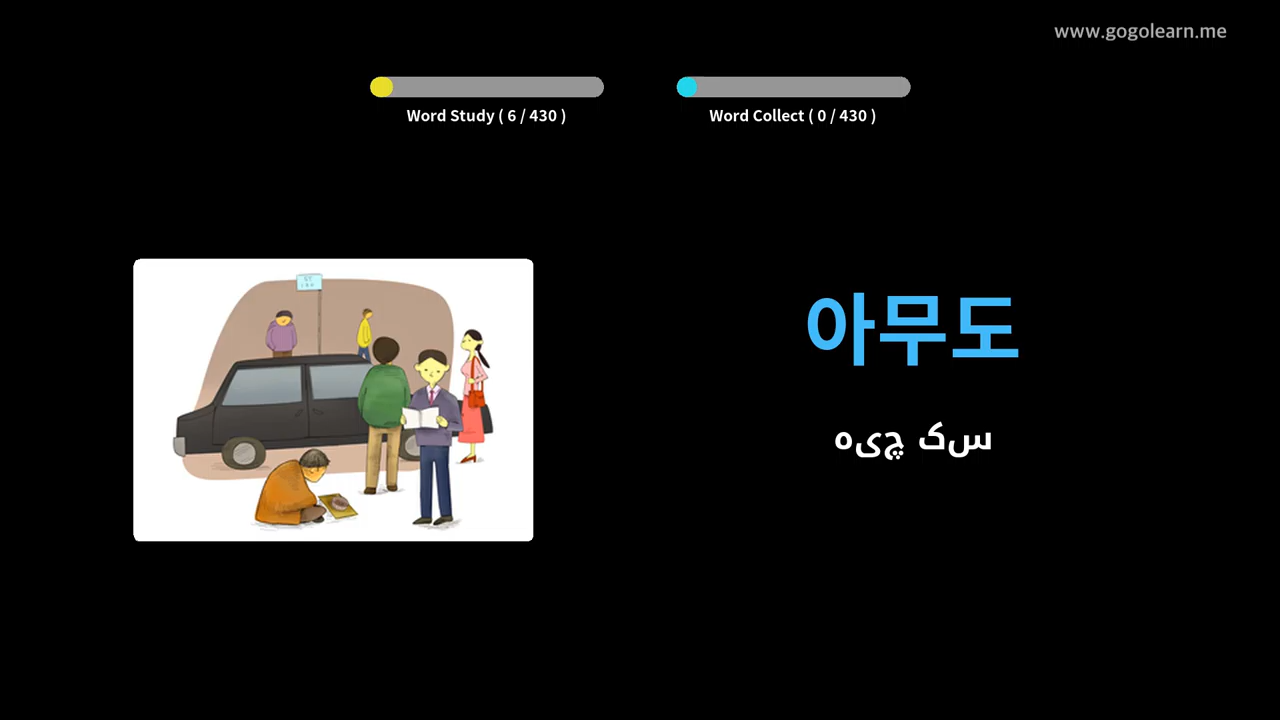 www.gogolearn.me
Word Study ( 6 / 430 )
Word Collect ( 0 / 430 )
아무도
سک چیه